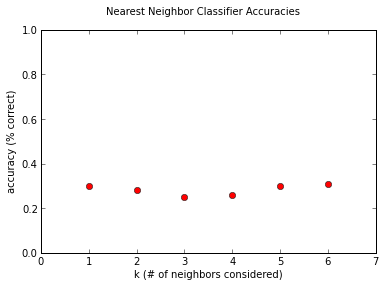 Nearest Neighbor Classifier Accuracies
1.0
0.8
0.6
0.4
0.2
0.0
accuracy (% correct)
0 1 2 3 4 5 6 7
k (# of neighbors considered)